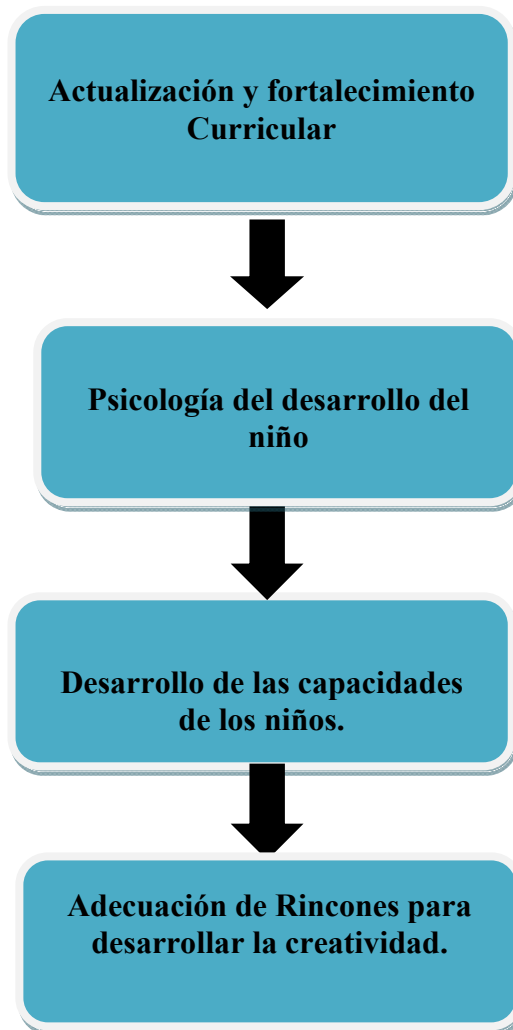 Actualización y fortalecimiento
Curricular
Psicología del desarrollo del
niño
Desarrollo de las capacidades
de los niños.
Adecuación de Rincones para
desarrollar la creatividad.